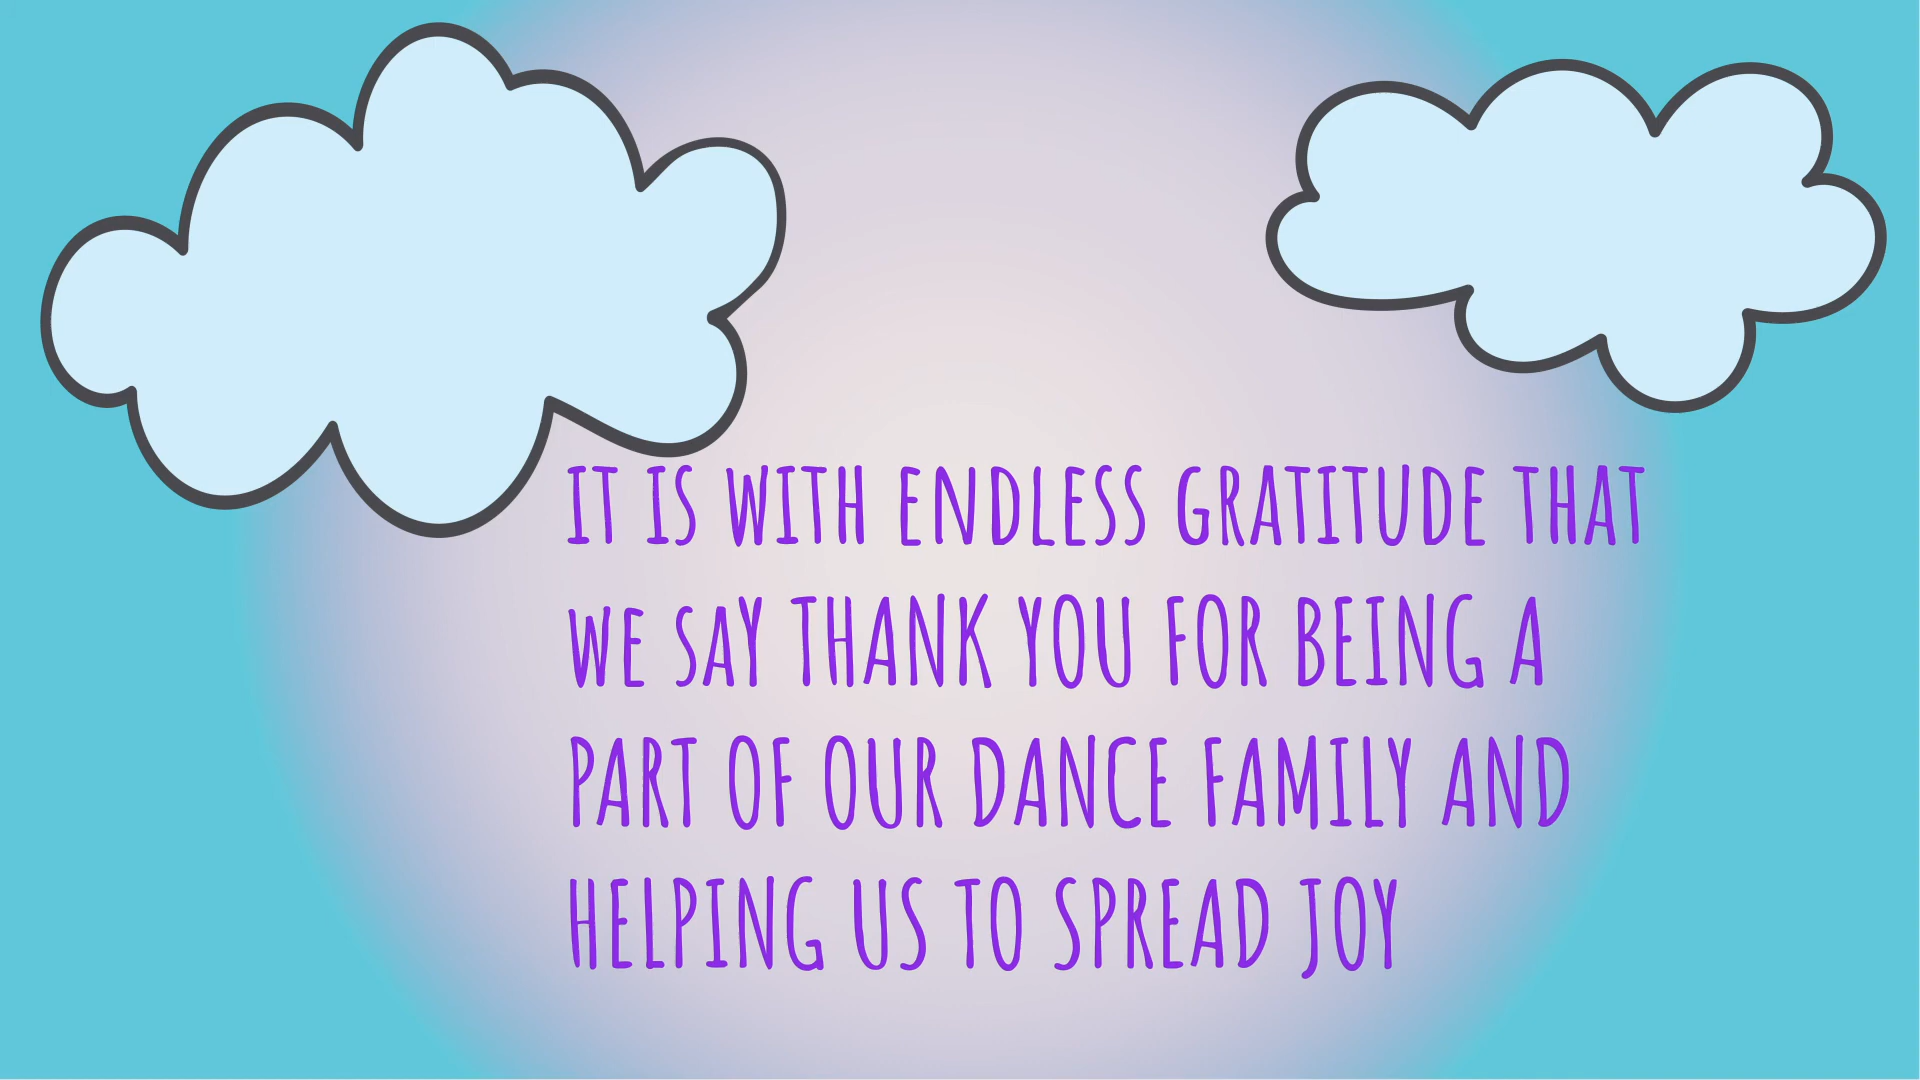 IT IS WITH ENDLESS GRATITUDE THAT
WE SAY THANK YOU FOR BEING A
PART OF OUR DANCE FAMILY AND
HELPING US TO SPREAD JOY